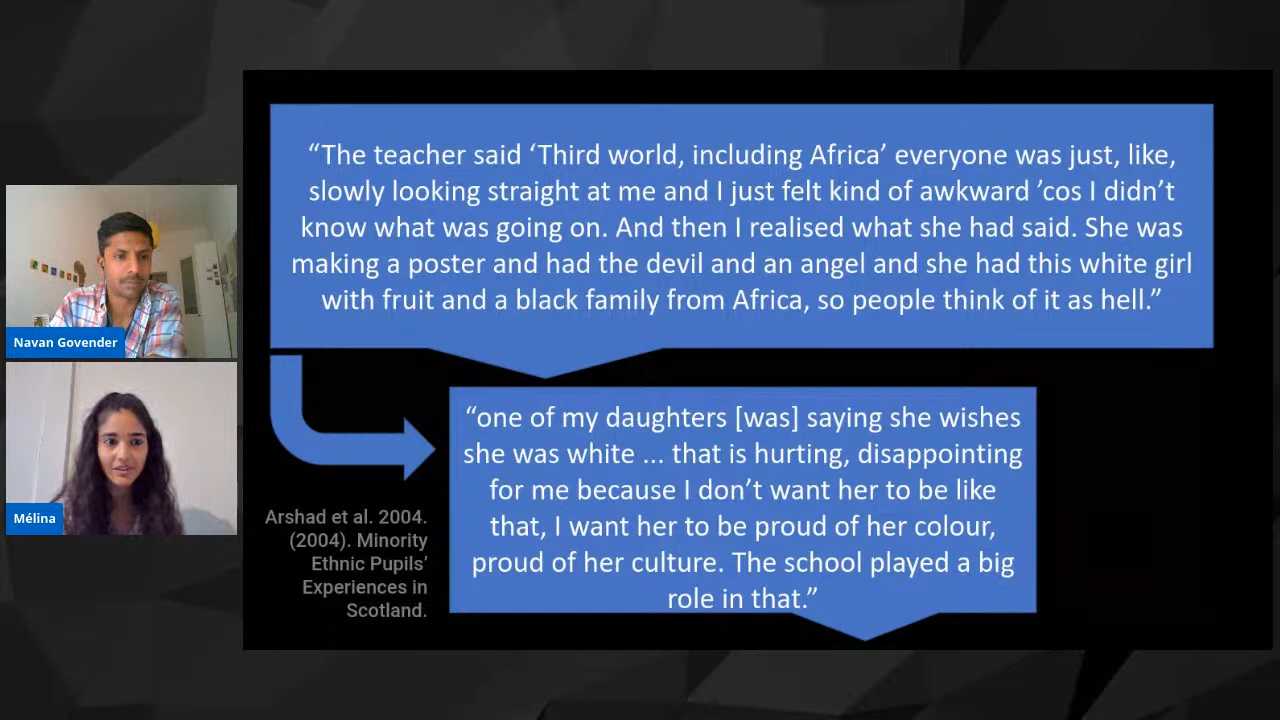 “The teacher said ‘Third world, including Africa’ everyone was just, like,
slowly looking straight at me and I just felt kind of awkward ’cos I didn’t
know what was going on. And then I realised what she had said. She was
making a poster and had the devil and an angel and she had this white girl
with fruit and a black family from Africa, so people think of it as hell.”
Navan Govender
Mélina
“one of my daughters [was] saying she wishes
she was white ... that is hurting, disappointing
for me because I don’t want her to be like
that, I want her to be proud of her colour,
proud of her culture. The school played a big
role in that.”
Arshad et al. 2004.
(2004). Minority
Ethnic Pupils’
Experiences in
Scotland.